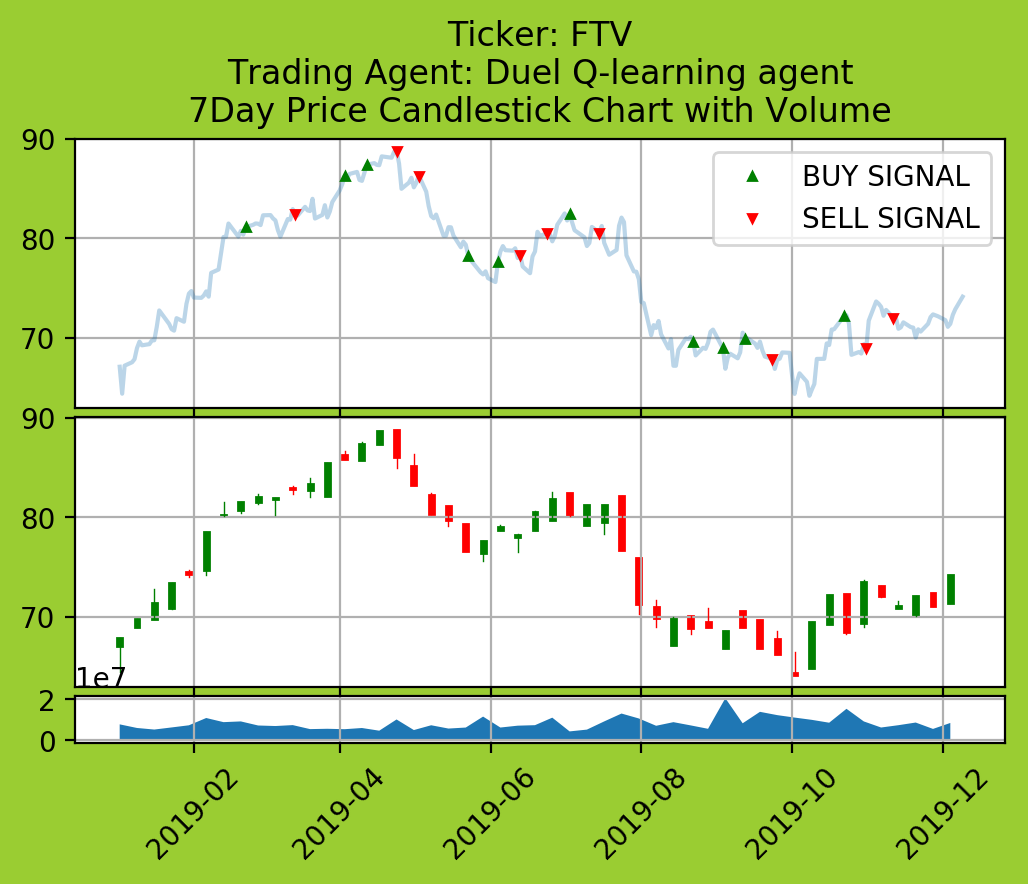 Ticker: FTV
Trading Agent: Duel Q-learning agent
7Day Price Candlestick Chart with Volume
90
80
70
BUY SIGNAL
SELL SIGNAL
90
80
70
1e7
2
0
2019-02
2019-04
2019-06
2019-08
2019-10
2019-12